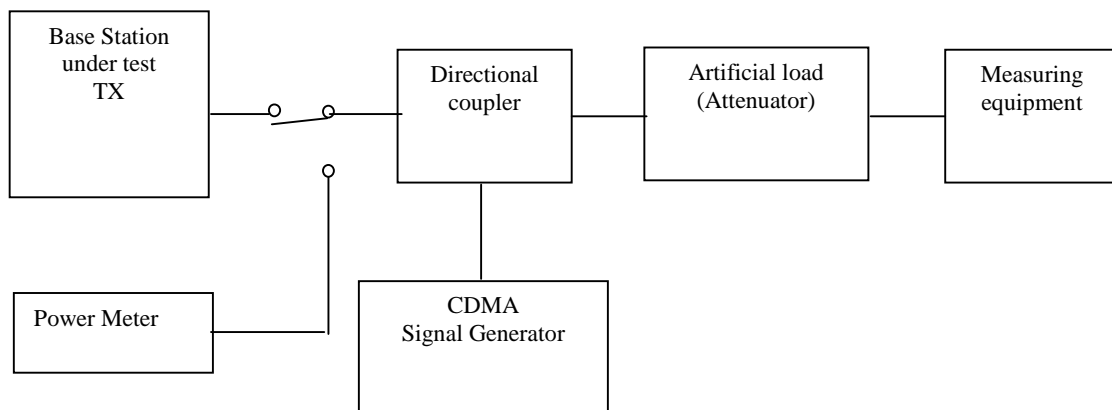 Base Station
under test
TX
Directional
coupler
Artificial load
(Attenuator)
Measuring
equipment
Power Meter
CDMA
Signal Generator